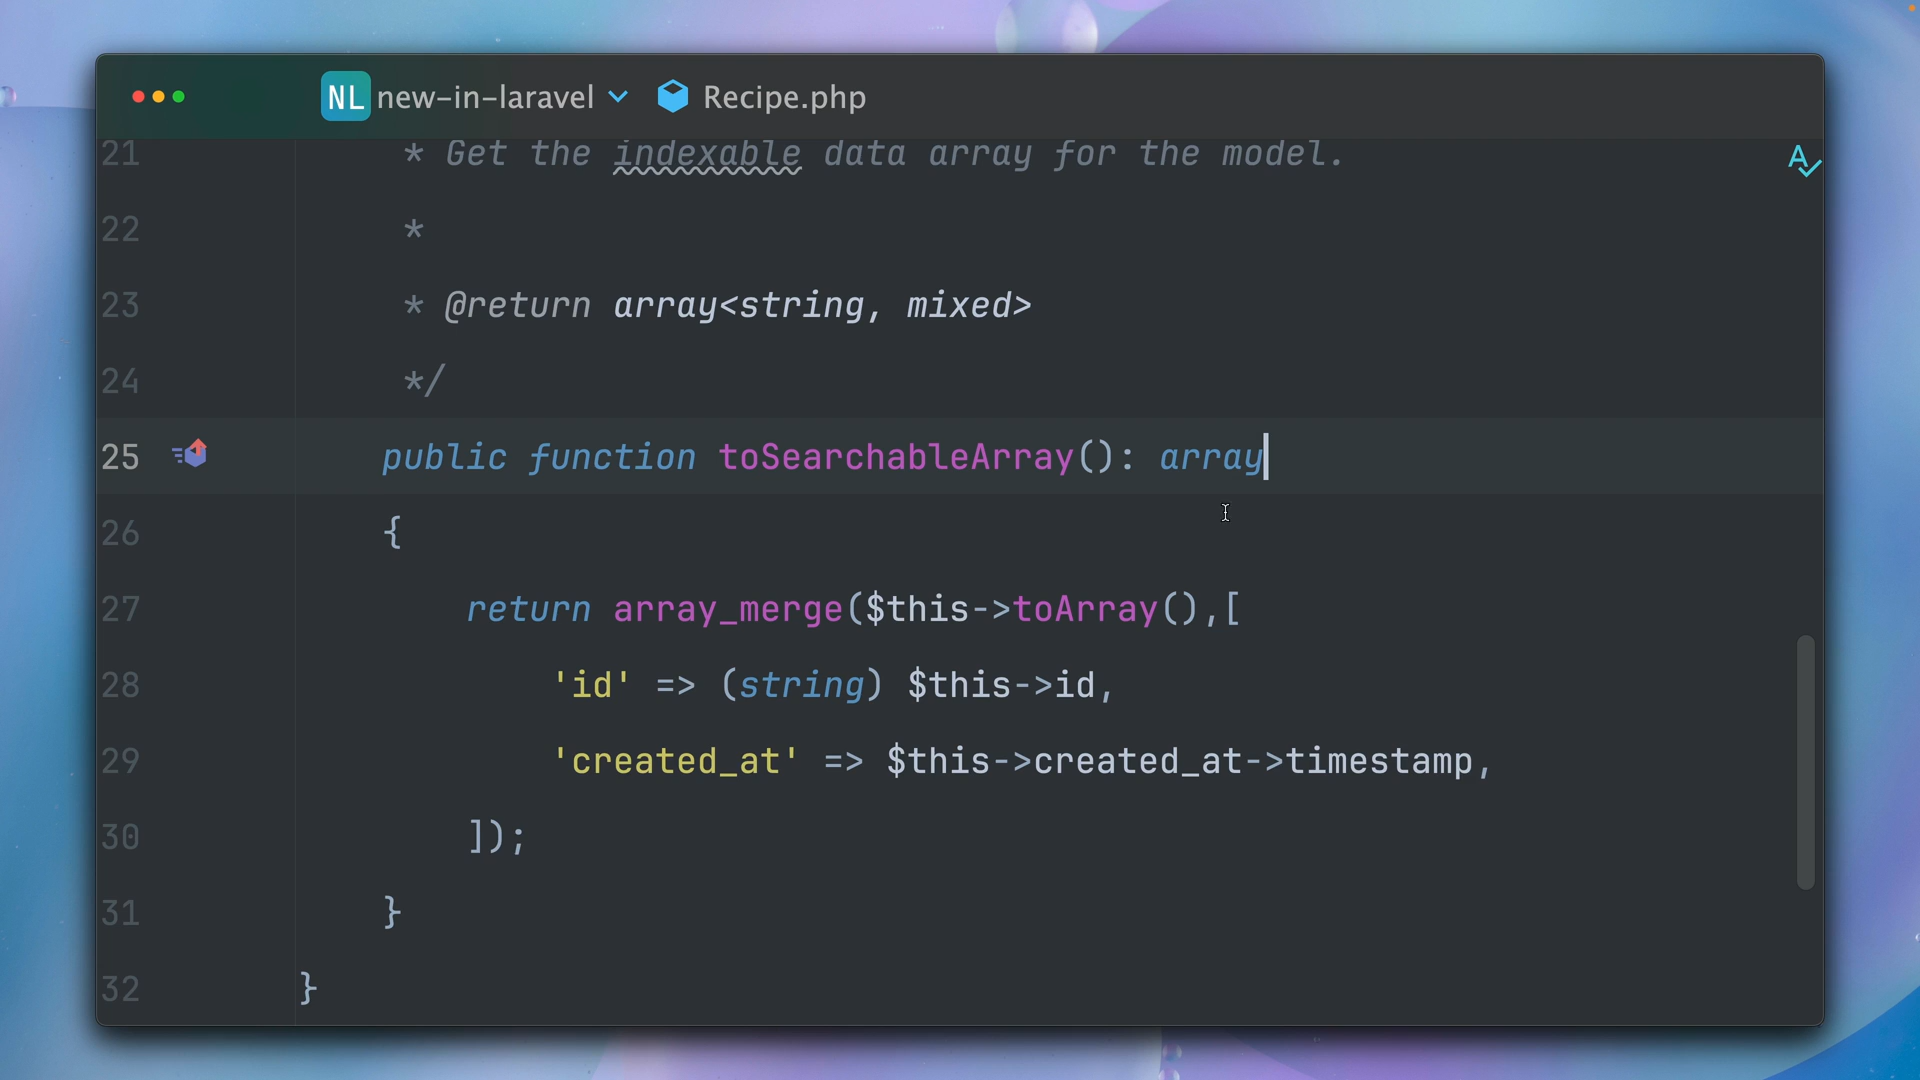 NL new-in-laravel Recipe.php
21 * Get the indexable data array for the model.
22 *
23 * @return array<string, mixed>
24 */
25 public function toSearchableArray(): array
26 {
27 return array_merge($this->toArray(),[
28 'id' => (string) $this->id,
29 'created_at' => $this->created_at->timestamp,
30 ]);
31 }
32 }